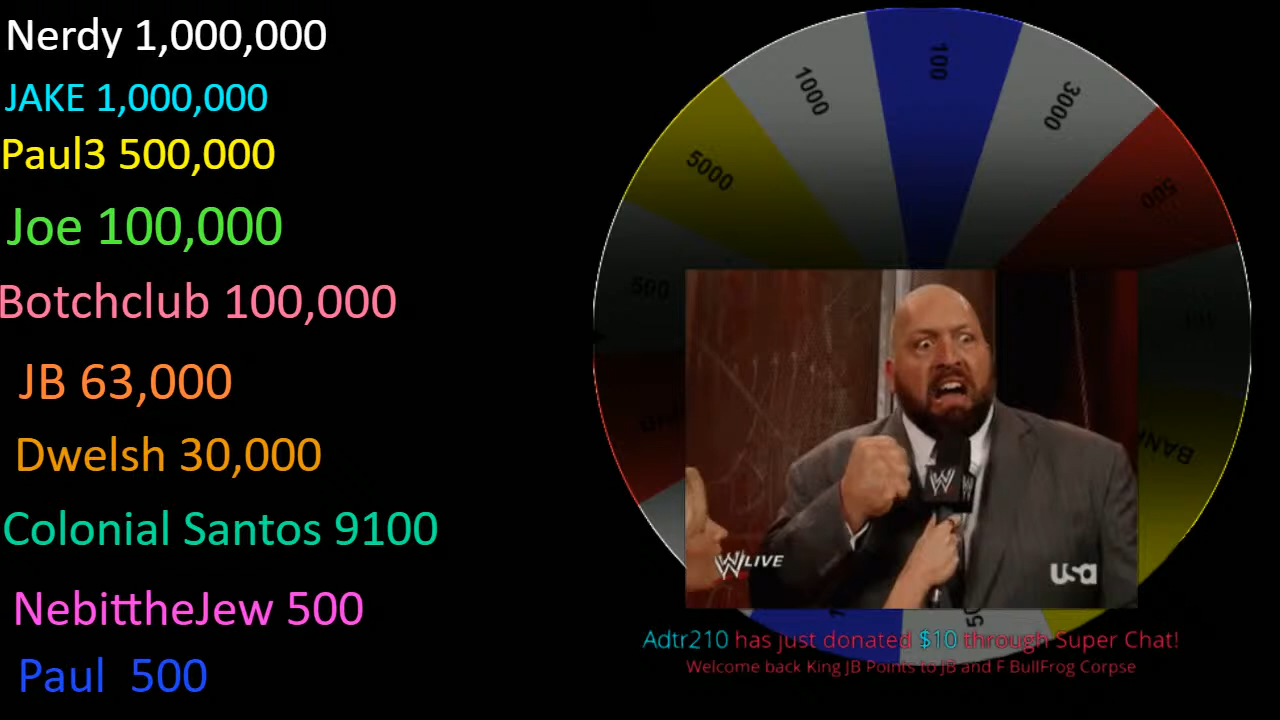 Nerdy 1,000,000
JAKE 1,000,000
Paul3 500,000
Joe 100,000
Botchclub 100,000
JB 63,000
Dwelsh 30,000
Colonial Santos 9100
NebittheJew 500
Paul 500
100
1000
3000
5000
500
500
BANK
W LIVE
W
usa
Adtr210 has just donated $10 through Super Chat!
Welcome back King JB Points to JB and F BullFrog Corpse